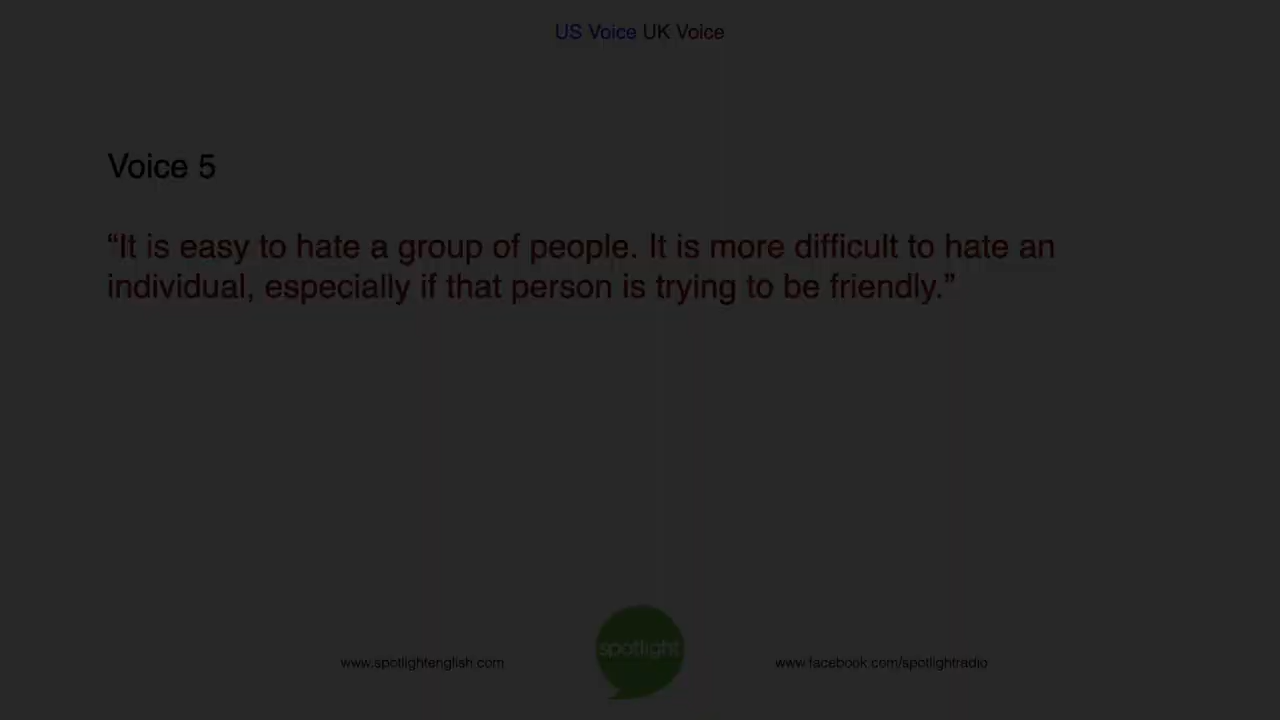 US Voice UK Voice
Voice 5
“It is easy to hate a group of people. It is more difficult to hate an
individual, especially if that person is trying to be friendly.”
spotlight
www.spotlightenglish.com
www.facebook.com/spotlightradio